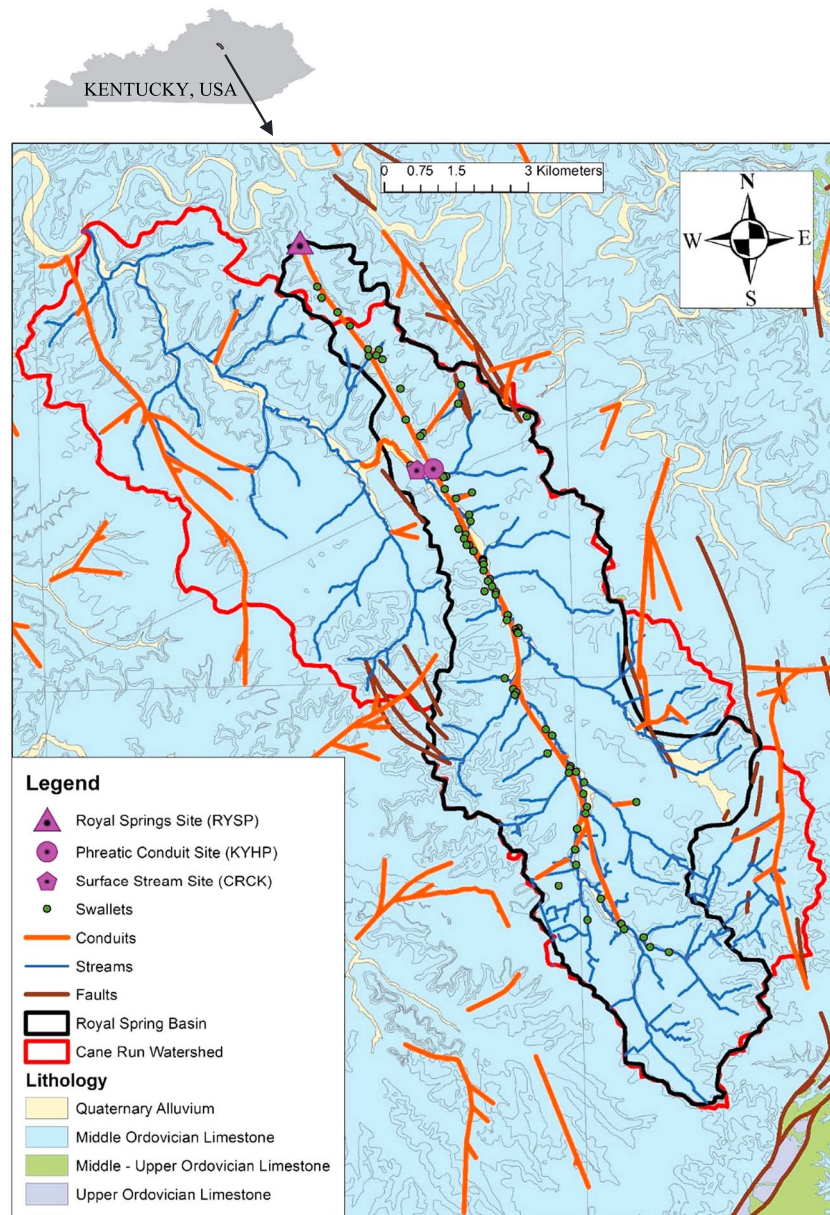 KENTUCKY, USA
0 0.75 1.5 3 Kilometers
N
W E
S
Legend
Royal Springs Site (RYSP)
Phreatic Conduit Site (KYHP)
Surface Stream Site (CRCK)
Swallets
Conduits
Streams
Faults
Royal Spring Basin
Cane Run Watershed
Lithology
Quaternary Alluvium
Middle Ordovician Limestone
Middle - Upper Ordovician Limestone
Upper Ordovician Limestone